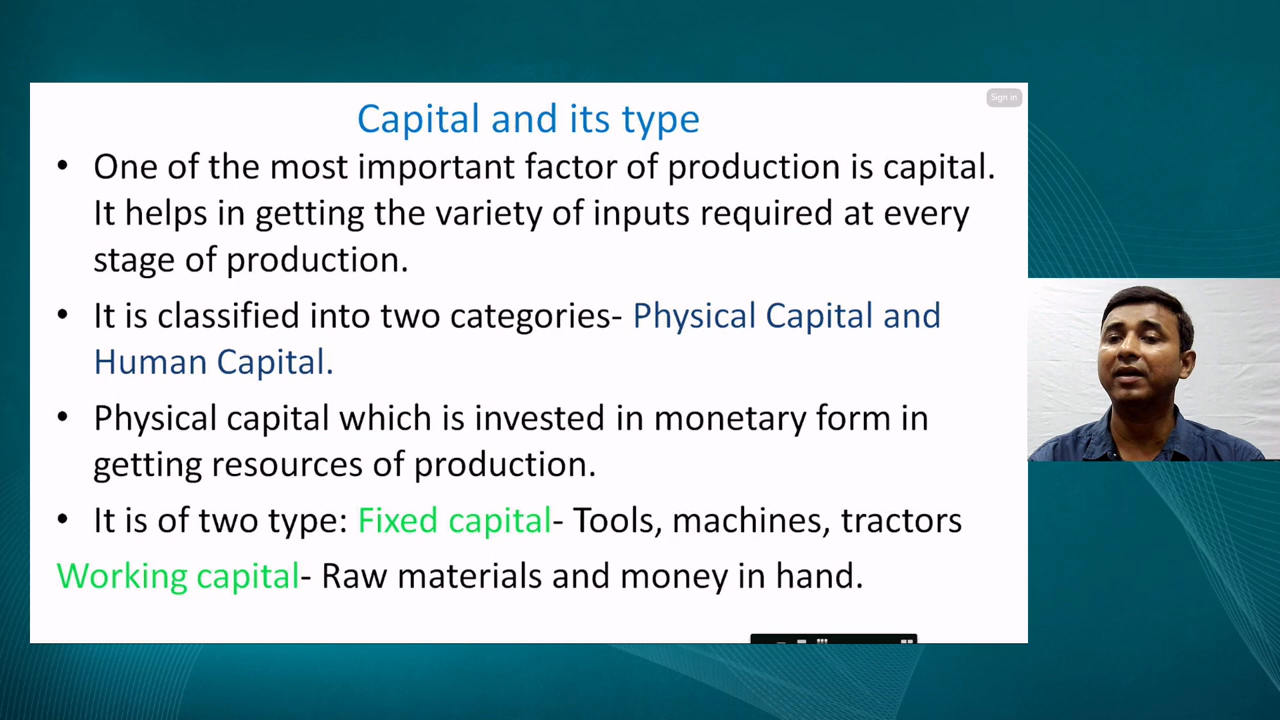 Sign in
Capital and its type
• One of the most important factor of production is capital.
It helps in getting the variety of inputs required at every
stage of production.
• It is classified into two categories- Physical Capital and
Human Capital.
• Physical capital which is invested in monetary form in
getting resources of production.
• It is of two type: Fixed capital- Tools, machines, tractors
Working capital- Raw materials and money in hand.